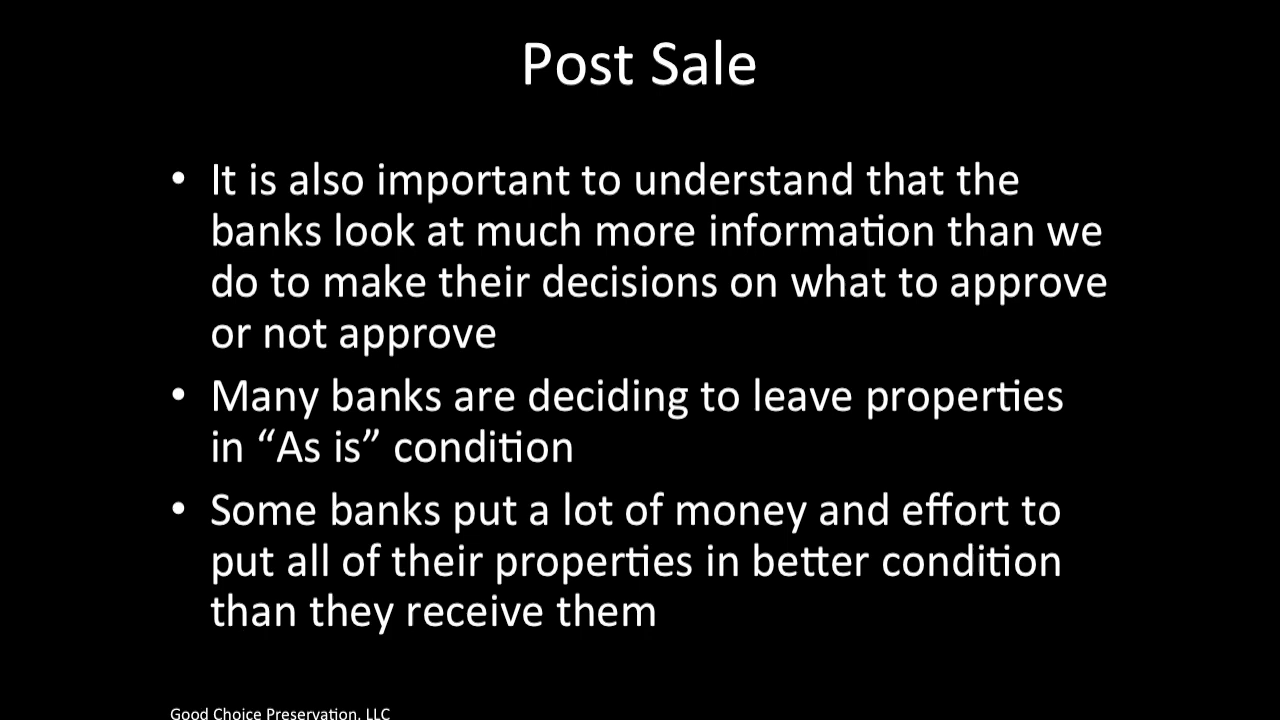 Post Sale
• It is also important to understand that the
banks look at much more information than we
do to make their decisions on what to approve
or not approve
• Many banks are deciding to leave properties
in “As is” condition
• Some banks put a lot of money and effort to
put all of their properties in better condition
than they receive them
Good Choice Preservation, LLC